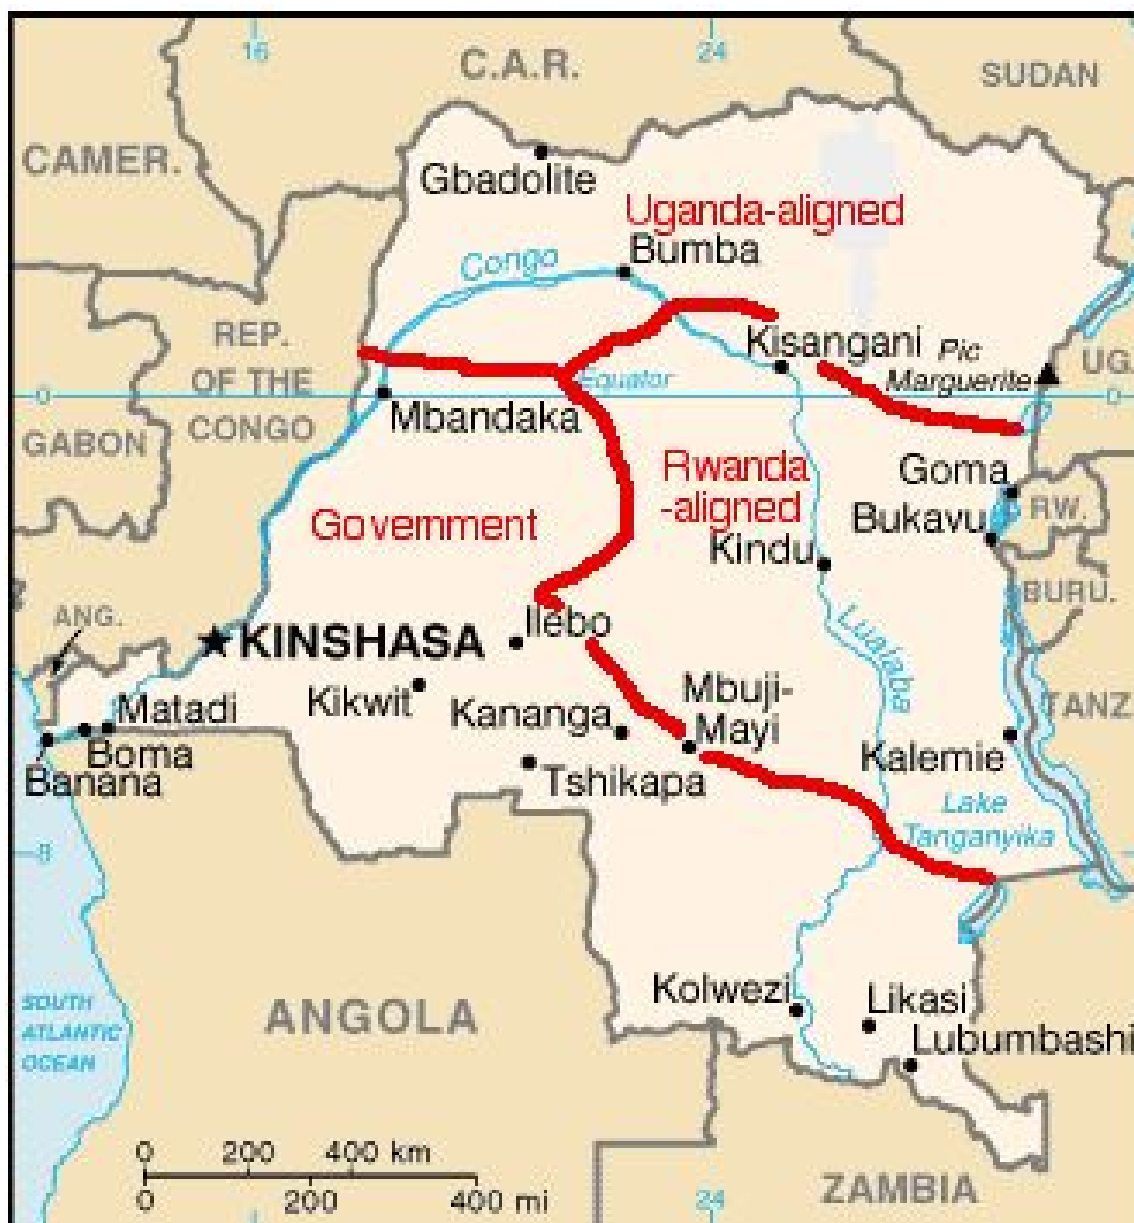 16
24
C.A.R.
SUDAN
CAMER.
Gbadolite
Uganda-aligned
Bumba
Congo
REP.
OF THE
CONGO
Kisangani
Pic
Marguerite
UG.
Equator
0
0
Mbandaka
GABON
Rwanda
-aligned
Goma
Bukavu
RW.
Government
Kindu
BURU.
ANG.
Ilebo
KINSHASA
Lualaba
Kikwit
Mbuji-
Mayi
Kananga
Matadi
Boma
Banana
TANZ.
Kalemie
Tshikapa
Lake
Tanganyika
8
SOUTH
ATLANTIC
OCEAN
ANGOLA
Kolwezi
Likasi
Lubumbashi
0 200 400 km
0 200 400 mi
24
ZAMBIA